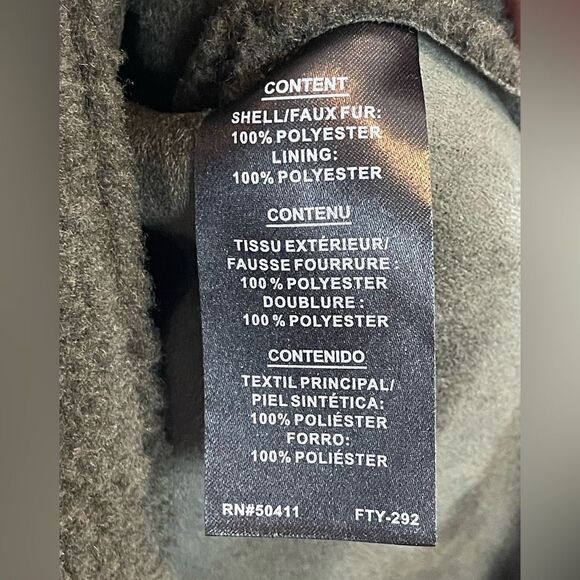 CONTENT
SHELL/FAUX FUR:
100% POLYESTER
LINING:
100% POLYESTER
CONTENU
TISSU EXTÉRIEUR/
FAUSSE FOURRURE :
100 % POLYESTER
DOUBLURE :
100 % POLYESTER
CONTENIDO
TEXTIL PRINCIPAL/
PIEL SINTÉTICA:
100% POLIÉSTER
FORRO:
100% POLIÉSTER
RN#50411 FTY-292